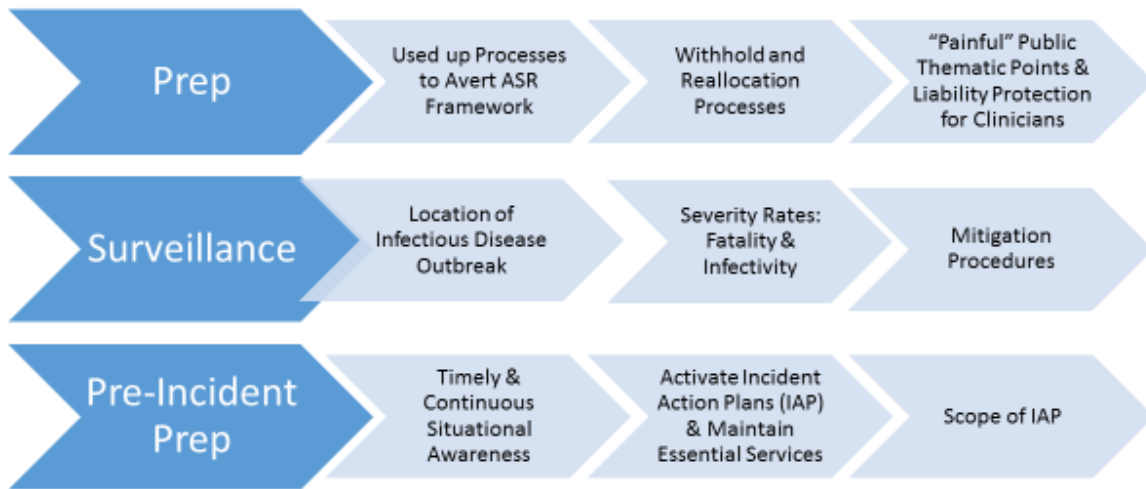 Prep
Used up Processes
to Avert ASR
Framework
Withhold and
Reallocation
Processes
“Painful” Public
Thematic Points &
Liability Protection
for Clinicians
Surveillance
Location of
Infectious Disease
Outbreak
Severity Rates:
Fatality &
Infectivity
Mitigation
Procedures
Pre-Incident
Prep
Timely &
Continuous
Situational
Awareness
Activate Incident
Action Plans (IAP)
& Maintain
Essential Services
Scope of IAP